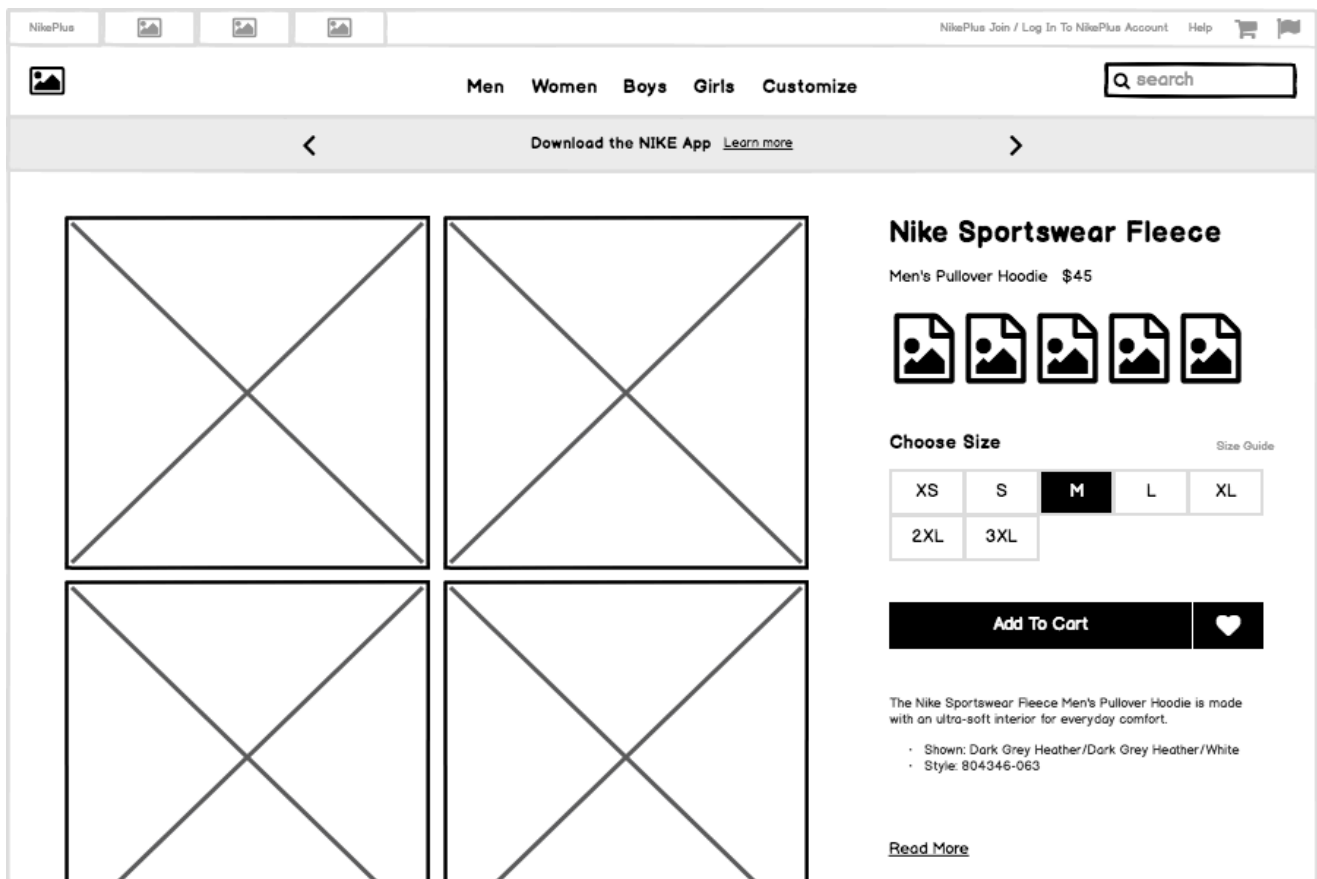 NikePlus
NikePlus Join / Log In To NikePlus Account
Help
Men
Women
Boys
Girls
Customize
search
Download the NIKE App Learn more
Nike Sportswear Fleece
Men's Pullover Hoodie $45
Choose Size
Size Guide
XS
S
M
L
XL
2XL
3XL
Add To Cart
The Nike Sportswear Fleece Men's Pullover Hoodie is made
with an ultra-soft interior for everyday comfort.
· Shown: Dark Grey Heather/Dark Grey Heather/White
· Style: 804346-063
Read More